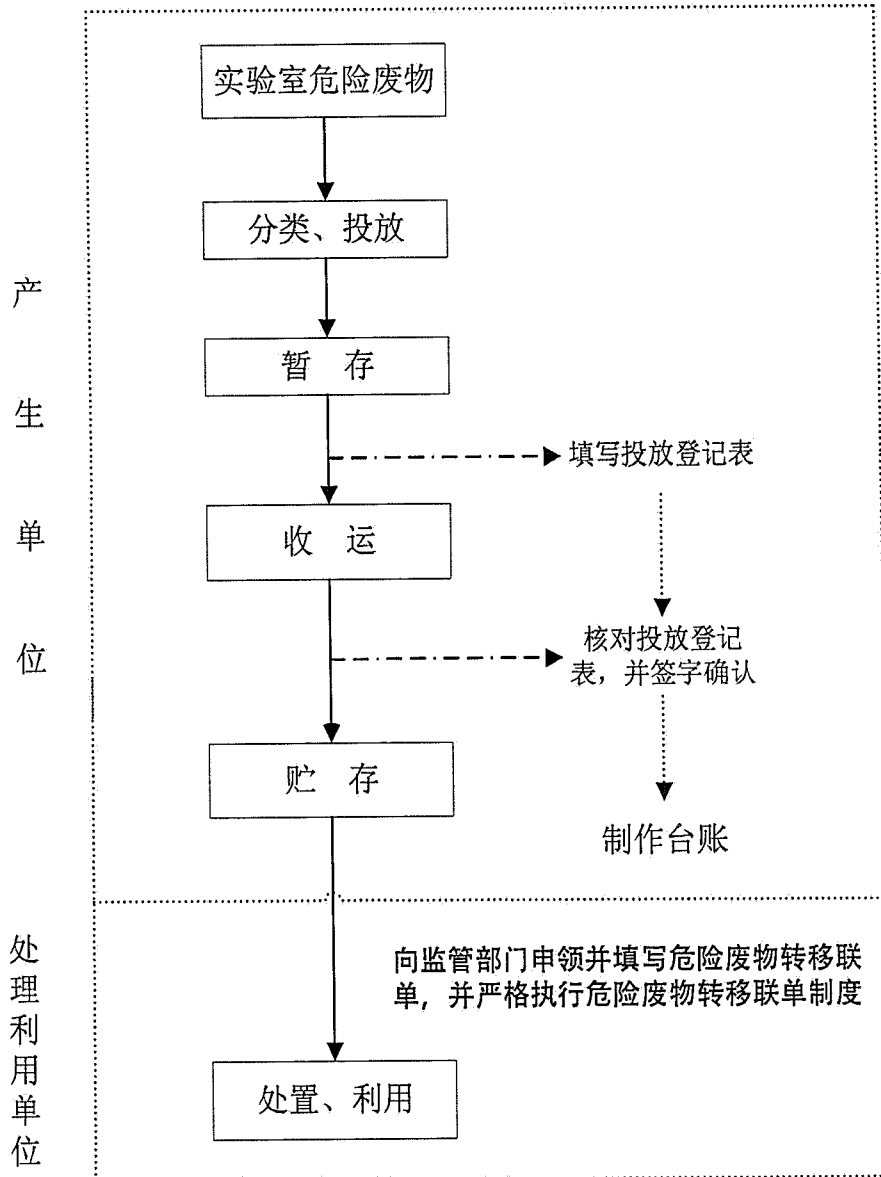 实验室危险废物
分类、投放
产生单位
暂 存
填写投放登记表
收 运
核对投放登记
表，并签字确认
贮 存
制作台账
处理利用单位
向监管部门申领并填写危险废物转移联
单，并严格执行危险废物转移联单制度
处置、利用